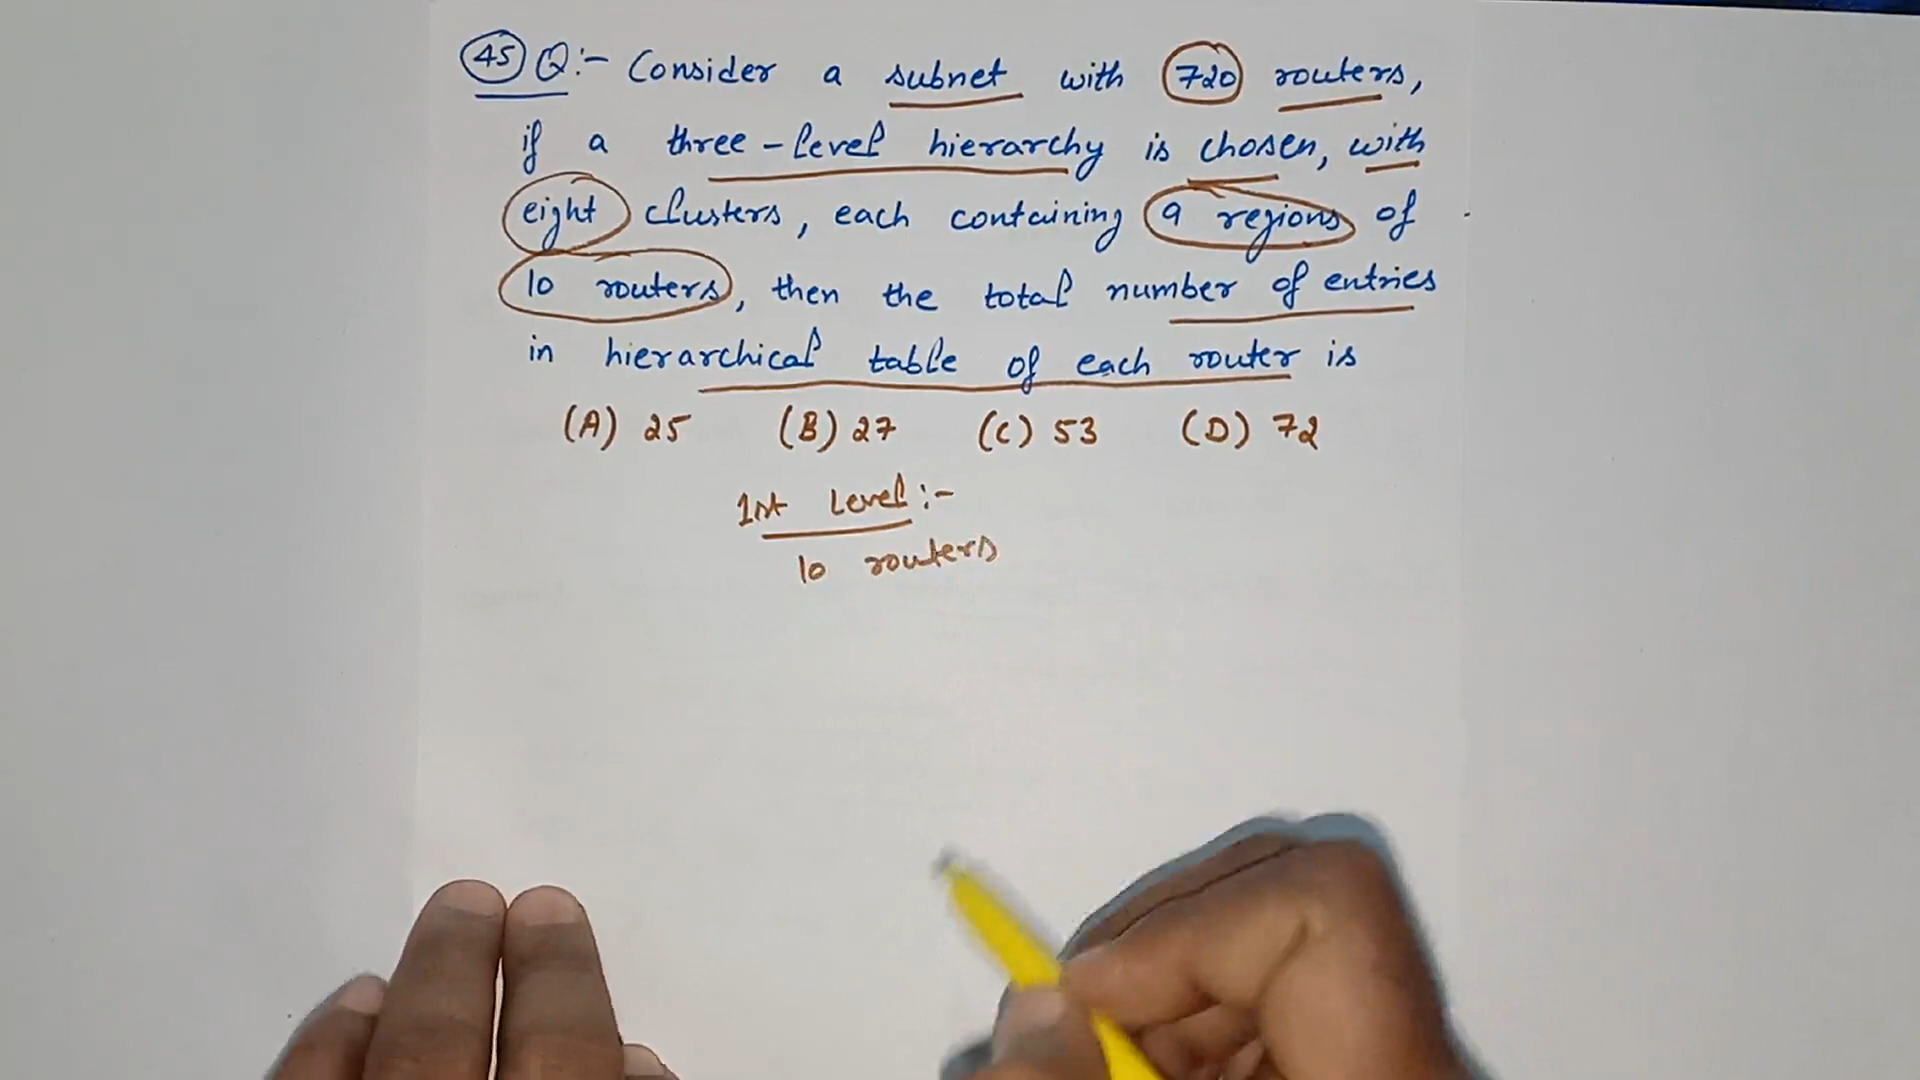 45 Q:- Consider a subnet with 720 routers,
if a three-level hierarchy is chosen, with
eight clusters, each containing 9 regions of
10 routers, then the total number of entries
in hierarchical table of each router is
(A) 25 (B) 27 (C) 53 (D) 72
1st Level:-
10 routers